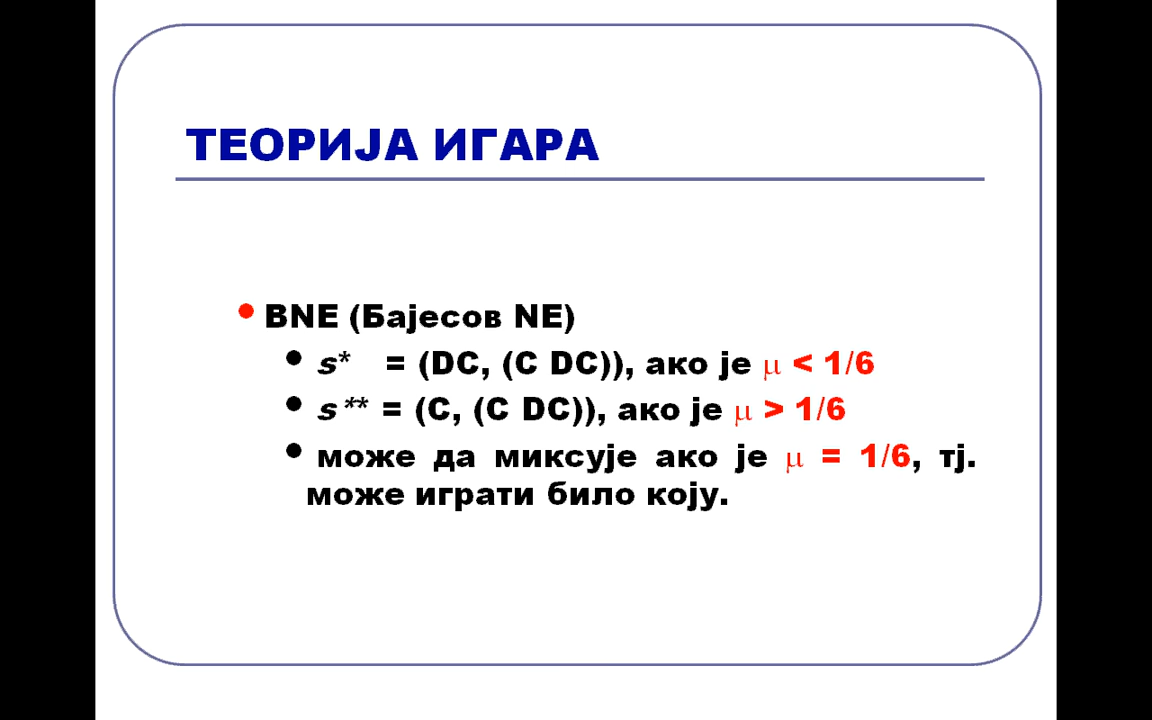 ТЕОРИЈА ИГАРА
BNE (Бајесов NE)
s* = (DC, (C DC)), ако је μ < 1/6
s** = (C, (C DC)), ако је μ > 1/6
може да миксује ако је μ = 1/6, тј.
може играти било коју.